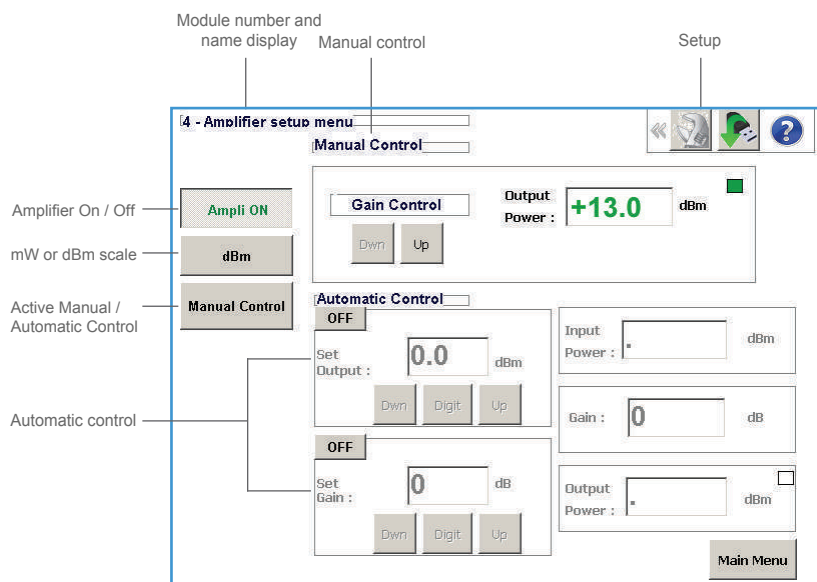 Module number and
name display
Manual control
Setup
4 - Amplifier setup menu
?
Manual Control
Amplifier On / Off
Ampli ON
Gain Control
Output
Power :
+13.0
dBm
mW or dBm scale
dBm
Dwn
Up
Active Manual /
Automatic Control
Manual Control
Automatic Control
OFF
Set
Output :
0.0
dBm
Dwn
Digit
Up
Input
Power :
.
dBm
Gain :
0
dB
Automatic control
OFF
Set
Gain :
0
dB
Dwn
Digit
Up
Output
Power :
.
dBm
Main Menu